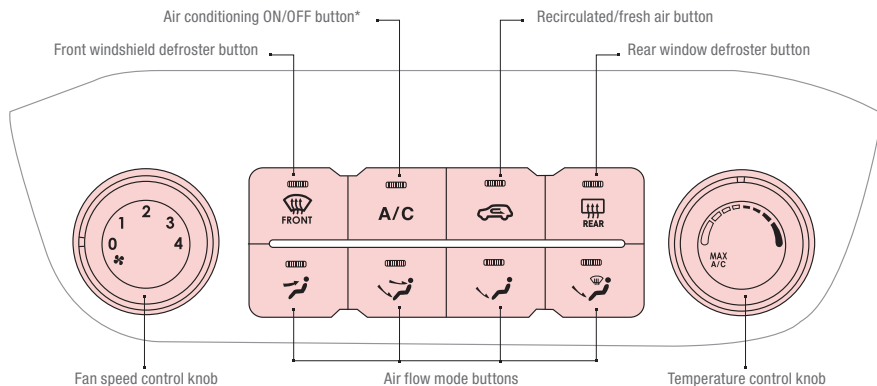 Air conditioning ON/OFF button*
Recirculated/fresh air button
Front windshield defroster button
Rear window defroster button
FRONT
A/C
REAR
0
1
2
3
4
MAX
A/C
Fan speed control knob
Air flow mode buttons
Temperature control knob